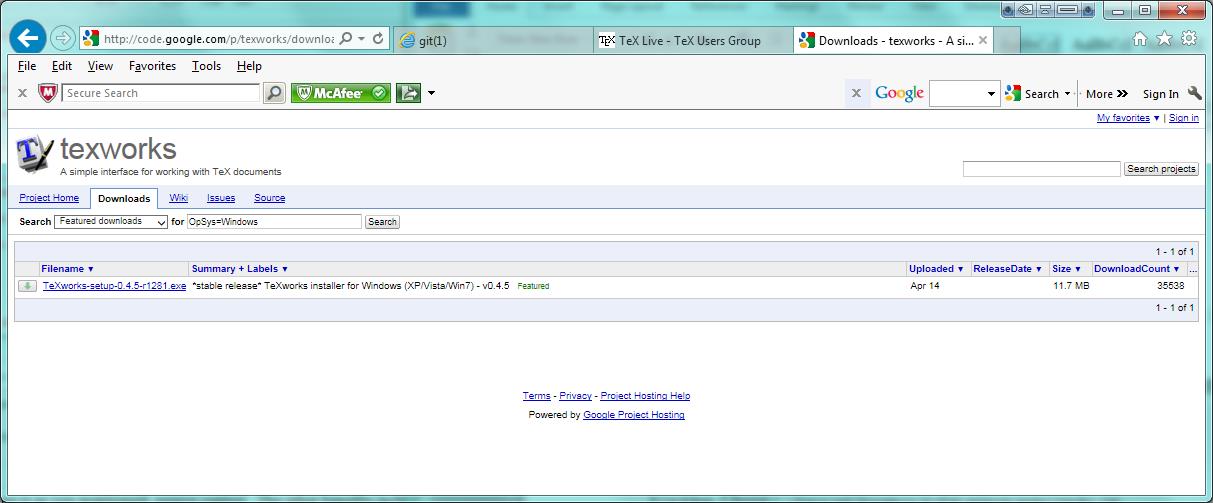 http://code.google.com/p/texworks/downloa
git(1)
TeX Live - TeX Users Group
Downloads - texworks - A si...
File Edit View Favorites Tools Help
Secure Search
McAfee
Google
Search
More
Sign In
My favorites ▼ | Sign in
texworks
A simple interface for working with TeX documents
Search projects
Project Home Downloads Wiki Issues Source
Search Featured downloads for OpSys=Windows Search
1 - 1 of 1
Filename ▼ Summary + Labels ▼ Uploaded ▼ ReleaseDate ▼ Size ▼ DownloadCount ▼ ...
TeXworks-setup-0.4.5-r1281.exe *stable release* TeXworks installer for Windows (XP/Vista/Win7) - v0.4.5 Featured Apr 14 11.7 MB 35538
1 - 1 of 1
Terms - Privacy - Project Hosting Help
Powered by Google Project Hosting